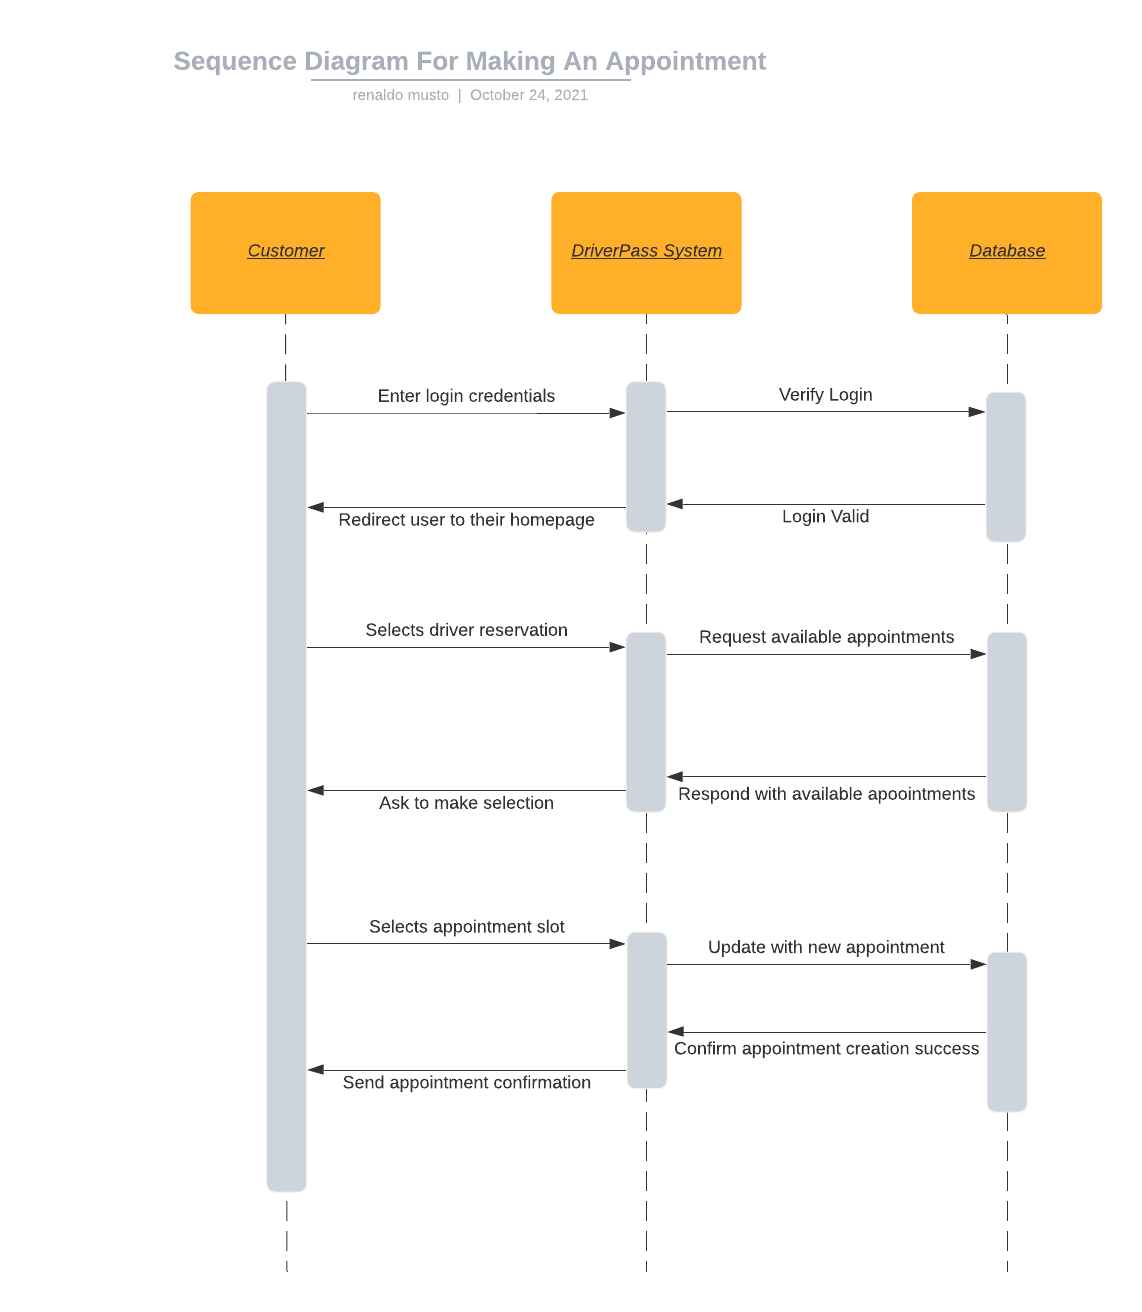 Sequence Diagram For Making An Appointment
renaldo musto | October 24, 2021
Customer
DriverPass System
Database
Enter login credentials
Verify Login
Redirect user to their homepage
Login Valid
Selects driver reservation
Request available appointments
Ask to make selection
Respond with available apoointments
Selects appointment slot
Update with new appointment
Confirm appointment creation success
Send appointment confirmation